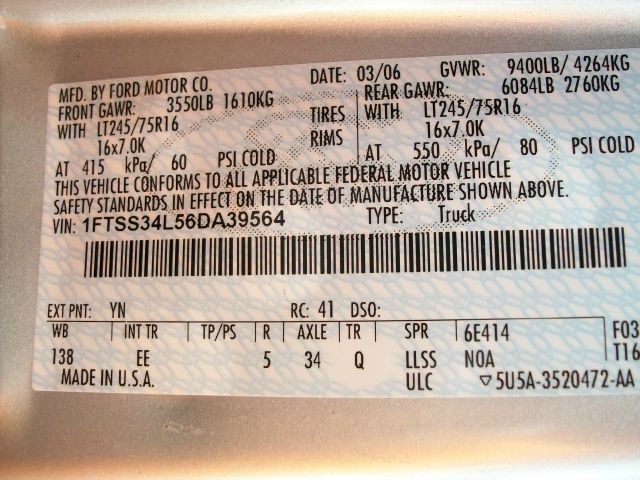 MFD. BY FORD MOTOR CO. DATE: 03/06 GVWR: 9400LB/ 4264KG
FRONT GAWR: 3550LB 1610KG REAR GAWR: 6084LB 2760KG
WITH LT245/75R16 TIRES WITH LT245/75R16
16x7.0K RIMS 16x7.0K
AT 415 kPa/ 60 PSI COLD AT 550 kPa/ 80 PSI COLD
THIS VEHICLE CONFORMS TO ALL APPLICABLE FEDERAL MOTOR VEHICLE
SAFETY STANDARDS IN EFFECT ON THE DATE OF MANUFACTURE SHOWN ABOVE.
VIN: 1FTSS34L56DA39564 TYPE: Truck
EXT PNT: YN RC: 41 DSO:
WB INT TR TP/PS R AXLE TR SPR 6E414 F03
138 EE 5 34 Q LLSS NOA T16
MADE IN U.S.A. ULC ▽5U5A-3520472-AA